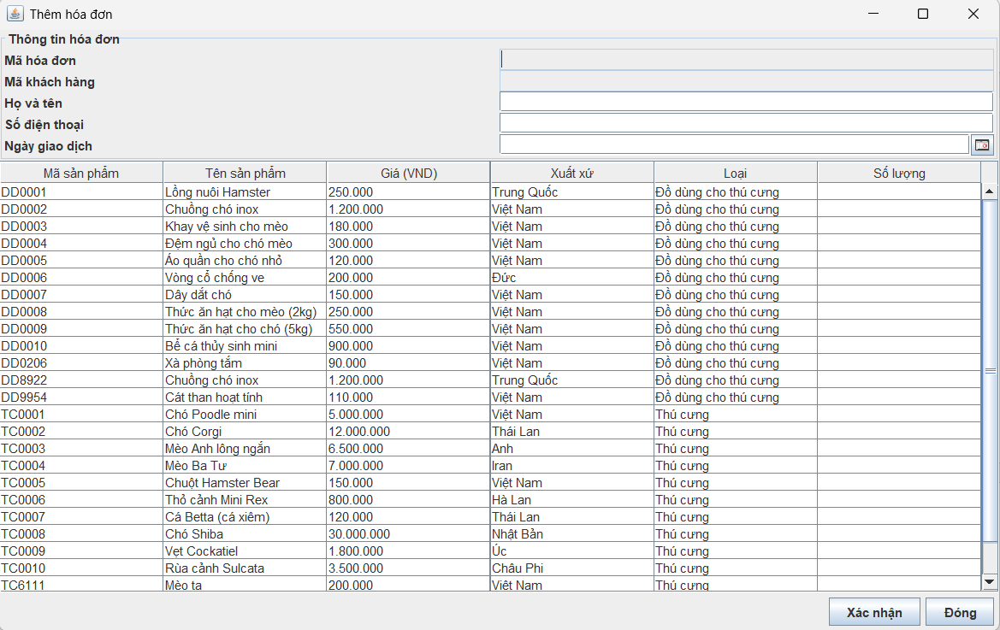 Thêm hóa đơn
Thông tin hóa đơn
Mã hóa đơn
Mã khách hàng
Họ và tên
Số điện thoại
Ngày giao dịch
Mã sản phẩm Tên sản phẩm Giá (VND) Xuất xứ Loại Số lượng
DD0001 Lồng nuôi Hamster 250.000 Trung Quốc Đồ dùng cho thú cưng
DD0002 Chuồng chó inox 1.200.000 Việt Nam Đồ dùng cho thú cưng
DD0003 Khay vệ sinh cho mèo 180.000 Việt Nam Đồ dùng cho thú cưng
DD0004 Đệm ngủ cho chó mèo 300.000 Việt Nam Đồ dùng cho thú cưng
DD0005 Áo quần cho chó nhỏ 120.000 Việt Nam Đồ dùng cho thú cưng
DD0006 Vòng cổ chống ve 200.000 Đức Đồ dùng cho thú cưng
DD0007 Dây dắt chó 150.000 Việt Nam Đồ dùng cho thú cưng
DD0008 Thức ăn hạt cho mèo (2kg) 250.000 Việt Nam Đồ dùng cho thú cưng
DD0009 Thức ăn hạt cho chó (5kg) 550.000 Việt Nam Đồ dùng cho thú cưng
DD0010 Bể cá thủy sinh mini 900.000 Việt Nam Đồ dùng cho thú cưng
DD0206 Xà phòng tắm 90.000 Việt Nam Đồ dùng cho thú cưng
DD8922 Chuồng chó inox 1.200.000 Trung Quốc Đồ dùng cho thú cưng
DD9954 Cát than hoạt tính 110.000 Việt Nam Đồ dùng cho thú cưng
TC0001 Chó Poodle mini 5.000.000 Việt Nam Thú cưng
TC0002 Chó Corgi 12.000.000 Thái Lan Thú cưng
TC0003 Mèo Anh lông ngắn 6.500.000 Anh Thú cưng
TC0004 Mèo Ba Tư 7.000.000 Iran Thú cưng
TC0005 Chuột Hamster Bear 150.000 Việt Nam Thú cưng
TC0006 Thỏ cảnh Mini Rex 800.000 Hà Lan Thú cưng
TC0007 Cá Betta (cá xiêm) 120.000 Thái Lan Thú cưng
TC0008 Chó Shiba 30.000.000 Nhật Bản Thú cưng
TC0009 Vẹt Cockatiel 1.800.000 Úc Thú cưng
TC0010 Rùa cảnh Sulcata 3.500.000 Châu Phi Thú cưng
TC6111 Mèo ta 200.000 Việt Nam Thú cưng
Xác nhận Đóng